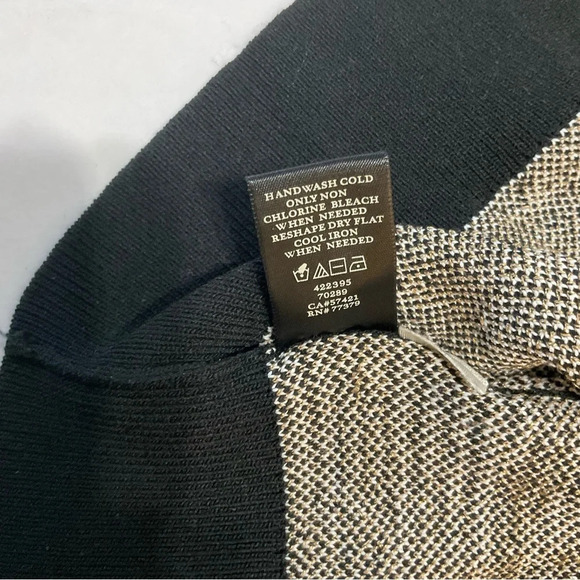 HANDWASH COLD
ONLY NON
CHLORINE BLEACH
WHEN NEEDED
RESHAPE DRY FLAT
COOL IRON
WHEN NEEDED
422395
70289
CA#57421
RN# 77379